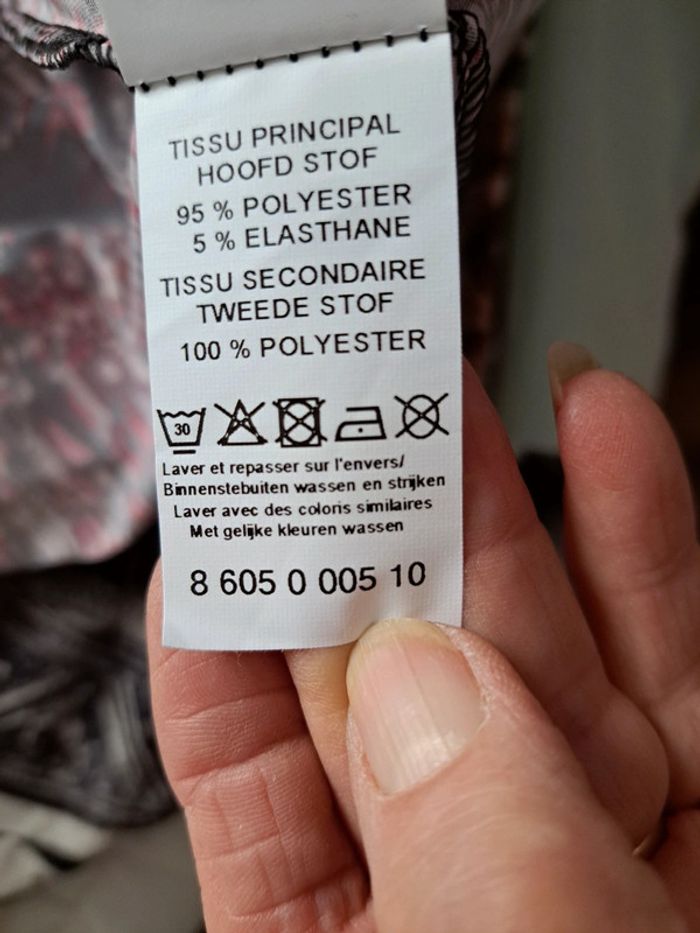 TISSU PRINCIPAL
HOOFD STOF
95 % POLYESTER
5 % ELASTHANE
TISSU SECONDAIRE
TWEEDE STOF
100 % POLYESTER
30
Laver et repasser sur l'envers/
Binnenstebuiten wassen en strijken
Laver avec des coloris similaires
Met gelijke kleuren wassen
8 605 0 005 10